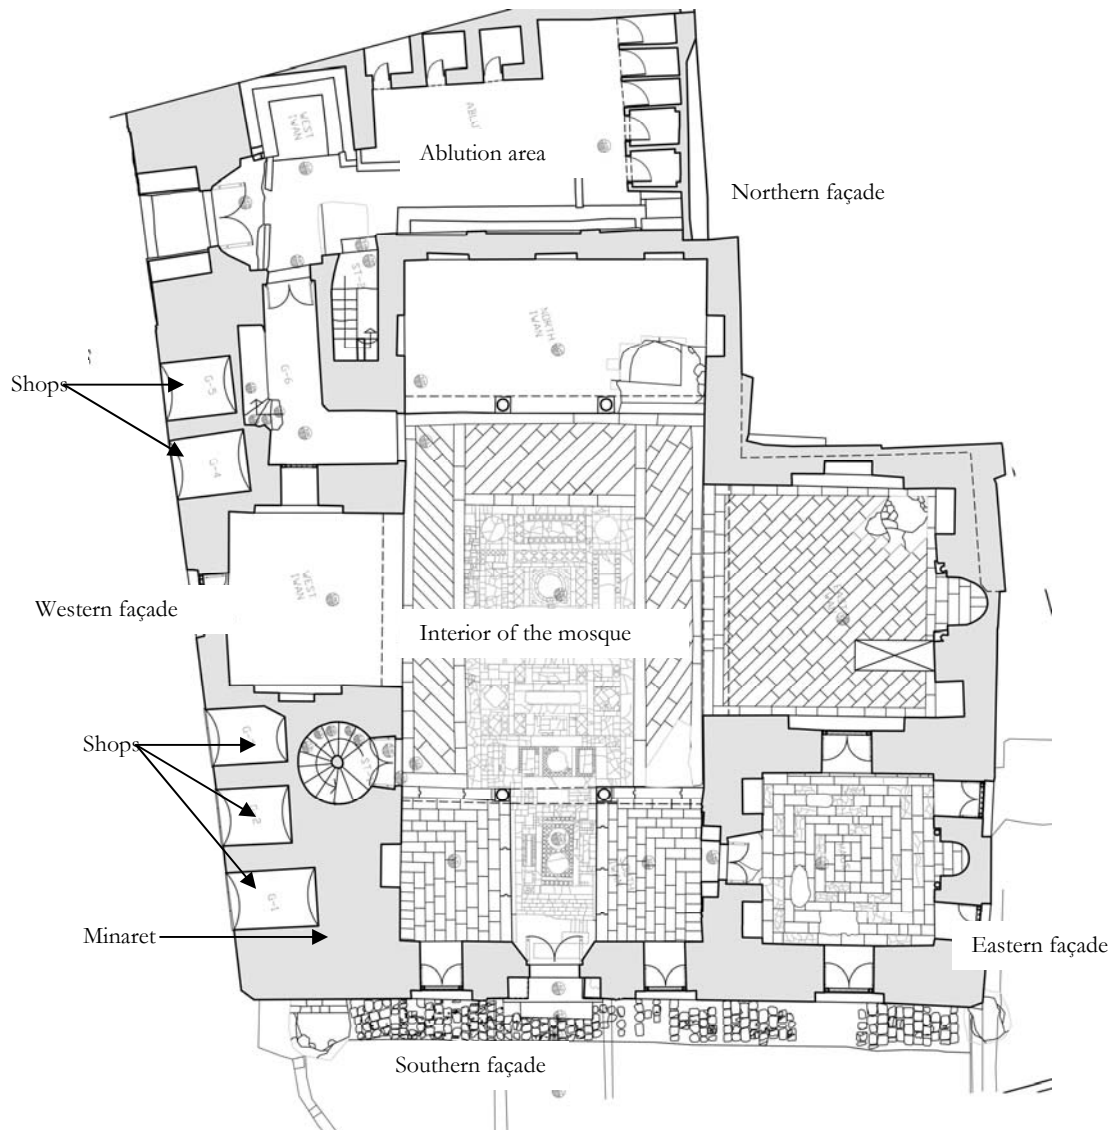 WEST
IWAN
Ablution area
Northern façade
NORTH
IWAN
Shops
G-5
G-6
G-4
Western façade
WEST
IWAN
Interior of the mosque
Shops
G-1
Minaret
Eastern façade
Southern façade